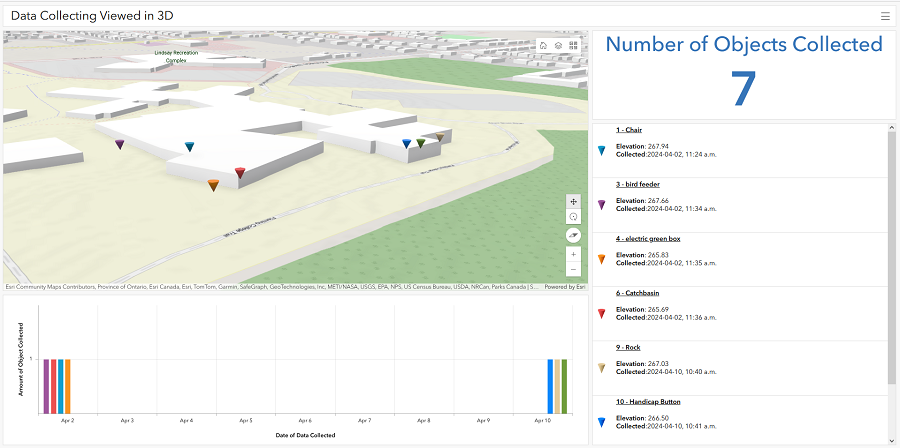 Data Collecting Viewed in 3D
Lindsay Recreation
Complex
Fleming College Trail
Esri Community Maps Contributors, Province of Ontario, Esri Canada, Esri, TomTom, Garmin, SafeGraph, GeoTechnologies, Inc, METI/NASA, USGS, EPA, NPS, US Census Bureau, USDA, NRCan, Parks Canada | S...
Powered by Esri
Amount of Object Collected
1
Apr 2
Apr 3
Apr 4
Apr 5
Apr 6
Apr 7
Apr 8
Apr 9
Apr 10
Date of Data Collected
Number of Objects Collected
7
1 - Chair
Elevation: 267.94
Collected:2024-04-02, 11:24 a.m.
3 - bird feeder
Elevation: 267.66
Collected:2024-04-02, 11:34 a.m.
4 - electric green box
Elevation: 265.83
Collected:2024-04-02, 11:35 a.m.
6 - Catchbasin
Elevation: 265.69
Collected:2024-04-02, 11:36 a.m.
9 - Rock
Elevation: 267.03
Collected:2024-04-10, 10:40 a.m.
10 - Handicap Button
Elevation: 266.50
Collected:2024-04-10, 10:41 a.m.